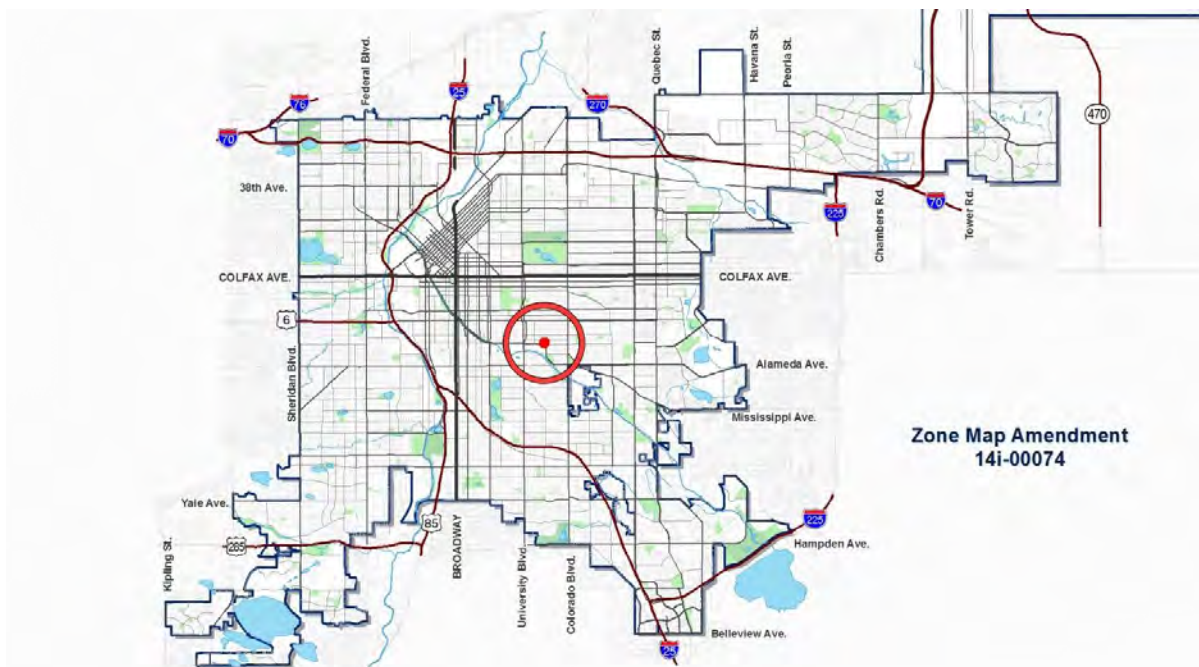 Federal Blvd.
Quebec St.
Havana St.
Peoria St.
76
25
270
70
470
38th Ave.
225
70
Chambers Rd.
Tower Rd.
COLFAX AVE.
COLFAX AVE.
6
Sheridan Blvd.
Alameda Ave.
Mississippi Ave.
Zone Map Amendment
14i-00074
Yale Ave.
85
225
285
Hampden Ave.
Kipling St.
BROADWAY
University Blvd.
Colorado Blvd.
Belleview Ave.
25